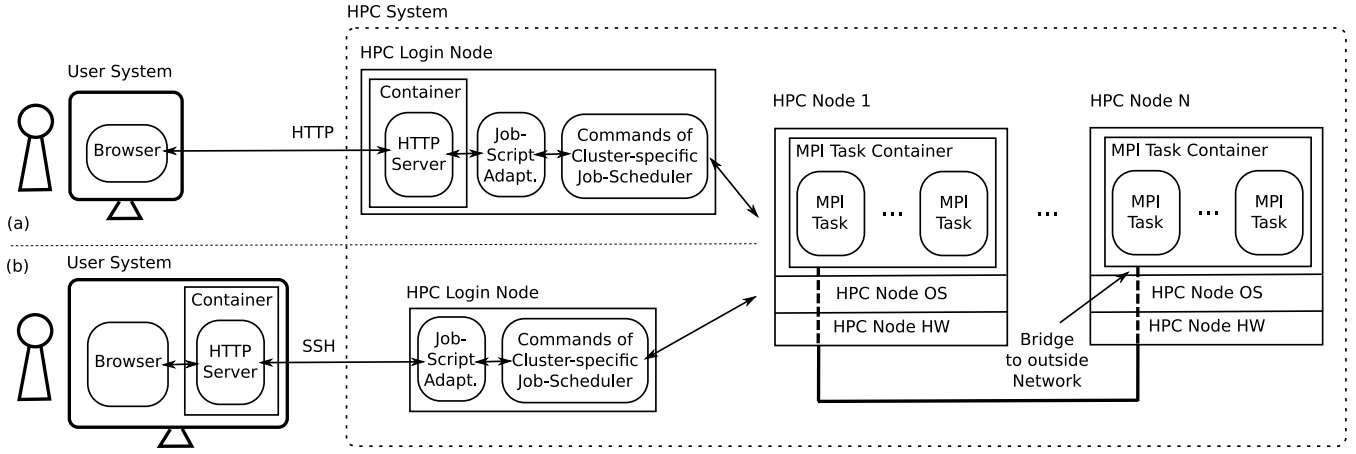 HPC System
HPC Login Node
User System
Container
Browser
HTTP
HTTP
Server
Job-
Script
Adapt.
Commands of
Cluster-specific
Job-Scheduler
(a)
HPC Node 1
MPI Task Container
MPI
Task
...
MPI
Task
HPC Node OS
HPC Node HW
...
HPC Node N
MPI Task Container
MPI
Task
...
MPI
Task
HPC Node OS
HPC Node HW
Bridge
to outside
Network
(b)
User System
Container
Browser
HTTP
Server
SSH
HPC Login Node
Job-
Script
Adapt.
Commands of
Cluster-specific
Job-Scheduler